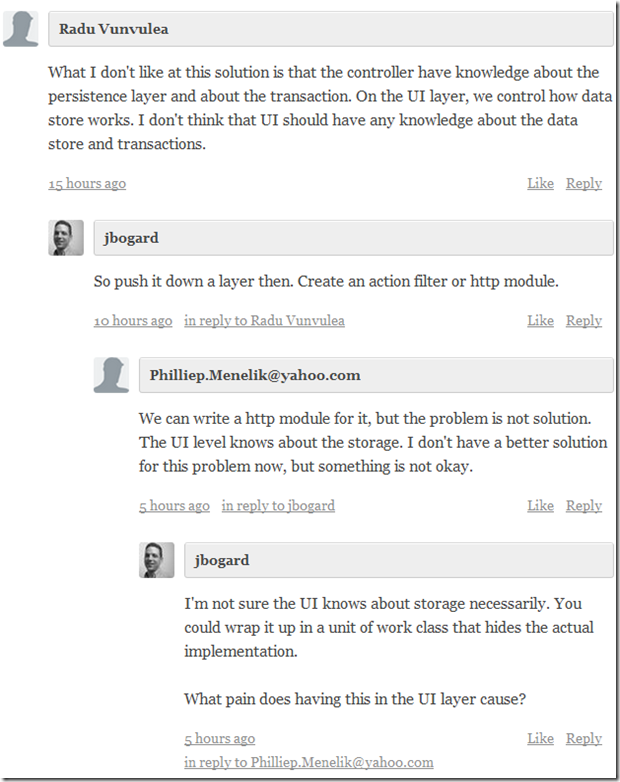 Radu Vunvulea
What I don't like at this solution is that the controller have knowledge about the
persistence layer and about the transaction. On the UI layer, we control how data
store works. I don't think that UI should have any knowledge about the data
store and transactions.
15 hours ago Like Reply
jbogard
So push it down a layer then. Create an action filter or http module.
10 hours ago in reply to Radu Vunvulea Like Reply
Philliep.Menelik@yahoo.com
We can write a http module for it, but the problem is not solution.
The UI level knows about the storage. I don't have a better solution
for this problem now, but something is not okay.
5 hours ago in reply to jbogard Like Reply
jbogard
I'm not sure the UI knows about storage necessarily. You
could wrap it up in a unit of work class that hides the actual
implementation.
What pain does having this in the UI layer cause?
5 hours ago Like Reply
in reply to Philliep.Menelik@yahoo.com